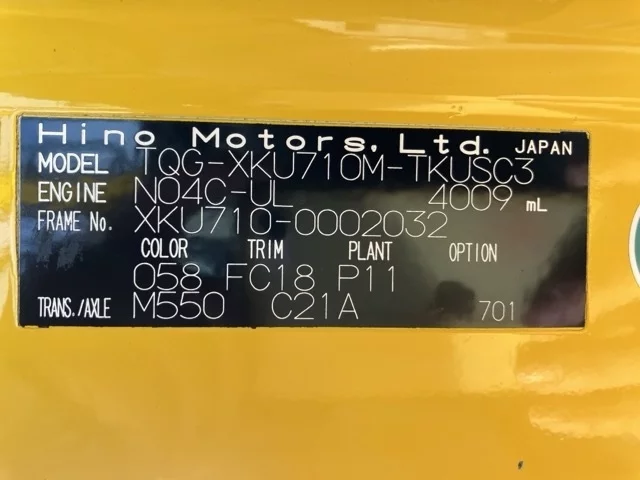 Hino Motors, Ltd. JAPAN
MODEL TQG-XKU710M-TKUSC3
ENGINE N04C-UL 4009 mL
FRAME No. XKU710-0002032
COLOR TRIM PLANT OPTION
058 FC18 P11
TRANS./AXLE M550 C21A 701